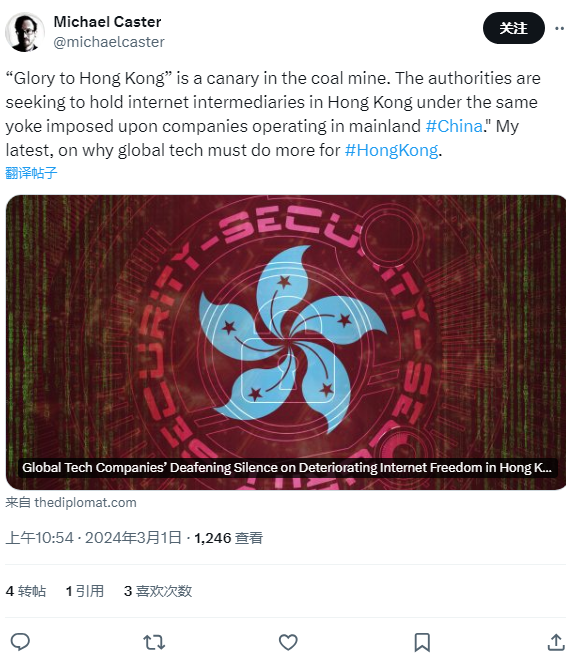 Michael Caster
@michaelcaster
关注
“Glory to Hong Kong” is a canary in the coal mine. The authorities are
seeking to hold internet intermediaries in Hong Kong under the same
yoke imposed upon companies operating in mainland #China." My
latest, on why global tech must do more for #HongKong.
翻译帖子
SECURITY-SECURITY-SECURITY-SECU
Global Tech Companies’ Deafening Silence on Deteriorating Internet Freedom in Hong K...
来自 thediplomat.com
上午10:54 · 2024年3月1日 · 1,246 查看
4 转帖 1 引用 3 喜欢次数